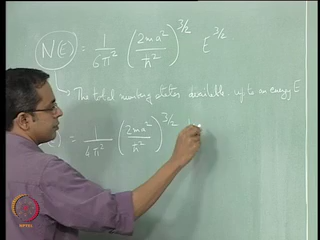 N(E) = 1/6π² (2ma²/ħ²)^3/2 E^3/2.
The total number states available up to an energy E
) = 1/4π² (2ma²/ħ²)^3/2